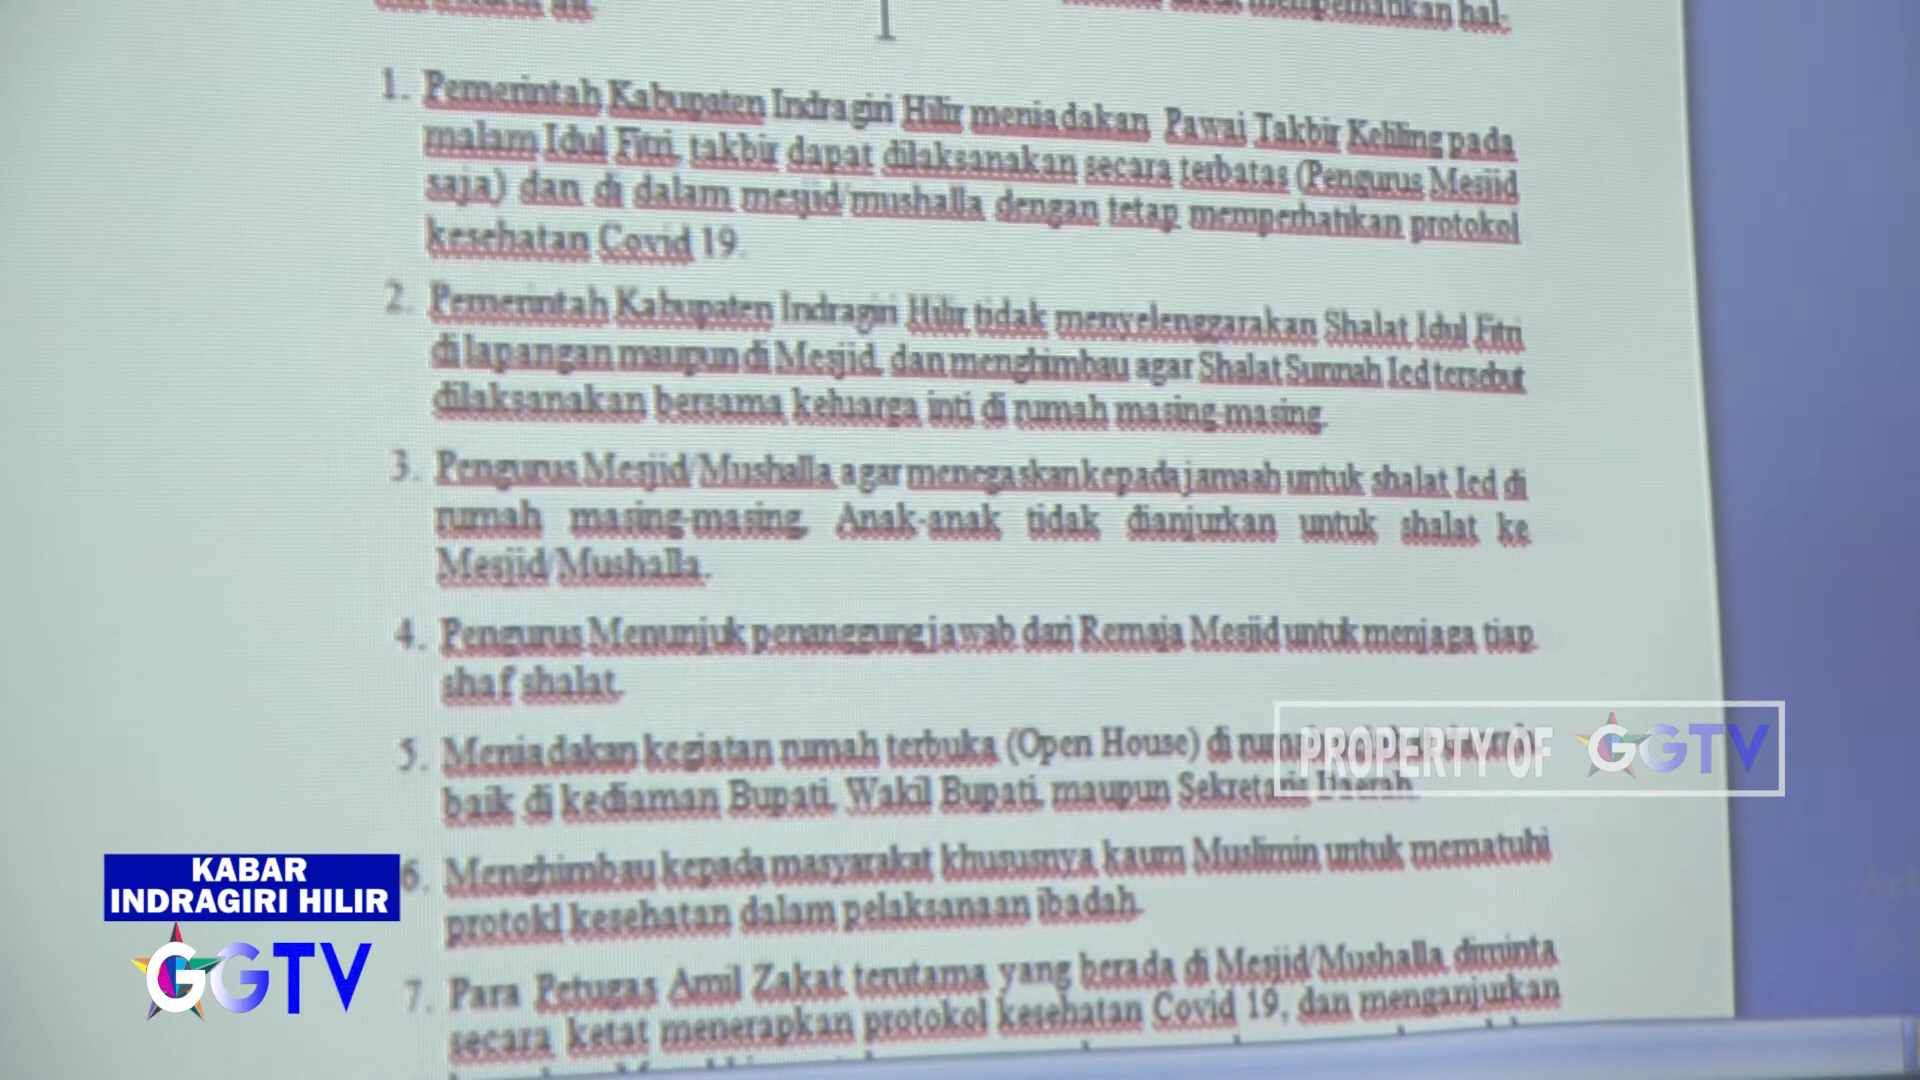 memperhatikan hal-
1. Pemerintah Kabupaten Indragiri Hilir meniadakan Pawai Takbir Keliling pada
malam Idul Fitri, takbir dapat dilaksanakan secara terbatas (Pengurus Mesjid
saja) dan di dalam mesjid/mushalla dengan tetap memperhatikan protokol
kesehatan Covid 19.
2. Pemerintah Kabupaten Indragiri Hilir tidak menyelenggarakan Shalat Idul Fitri
di lapangan maupun di Mesjid, dan menghimbau agar Shalat Sunnah Ied tersebut
dilaksanakan bersama keluarga inti di rumah masing-masing.
3. Pengurus Mesjid/Mushalla agar menegaskan kepada jamaah untuk shalat Ied di
rumah masing-masing. Anak-anak tidak dianjurkan untuk shalat ke
Mesjid/Mushalla.
4. Pengurus Menunjuk penanggung jawab dari Remaja Mesjid untuk menjaga tiap
shaf shalat.
5. Meniadakan kegiatan rumah terbuka (Open House) di
baik di kediaman Bupati, Wakil Bupati, maupun Sekretaris Daerah.
6. Menghimbau kepada masyarakat khususnya kaum Muslimin untuk mematuhi
protokl kesehatan dalam pelaksanaan ibadah.
7. Para Petugas Amil Zakat terutama yang berada di Mesjid/Mushalla diminta
secara ketat menerapkan protokol kesehatan Covid 19, dan menganjurkan
PROPERTY OF GGTV
KABAR
INDRAGIRI HILIR
GGTV